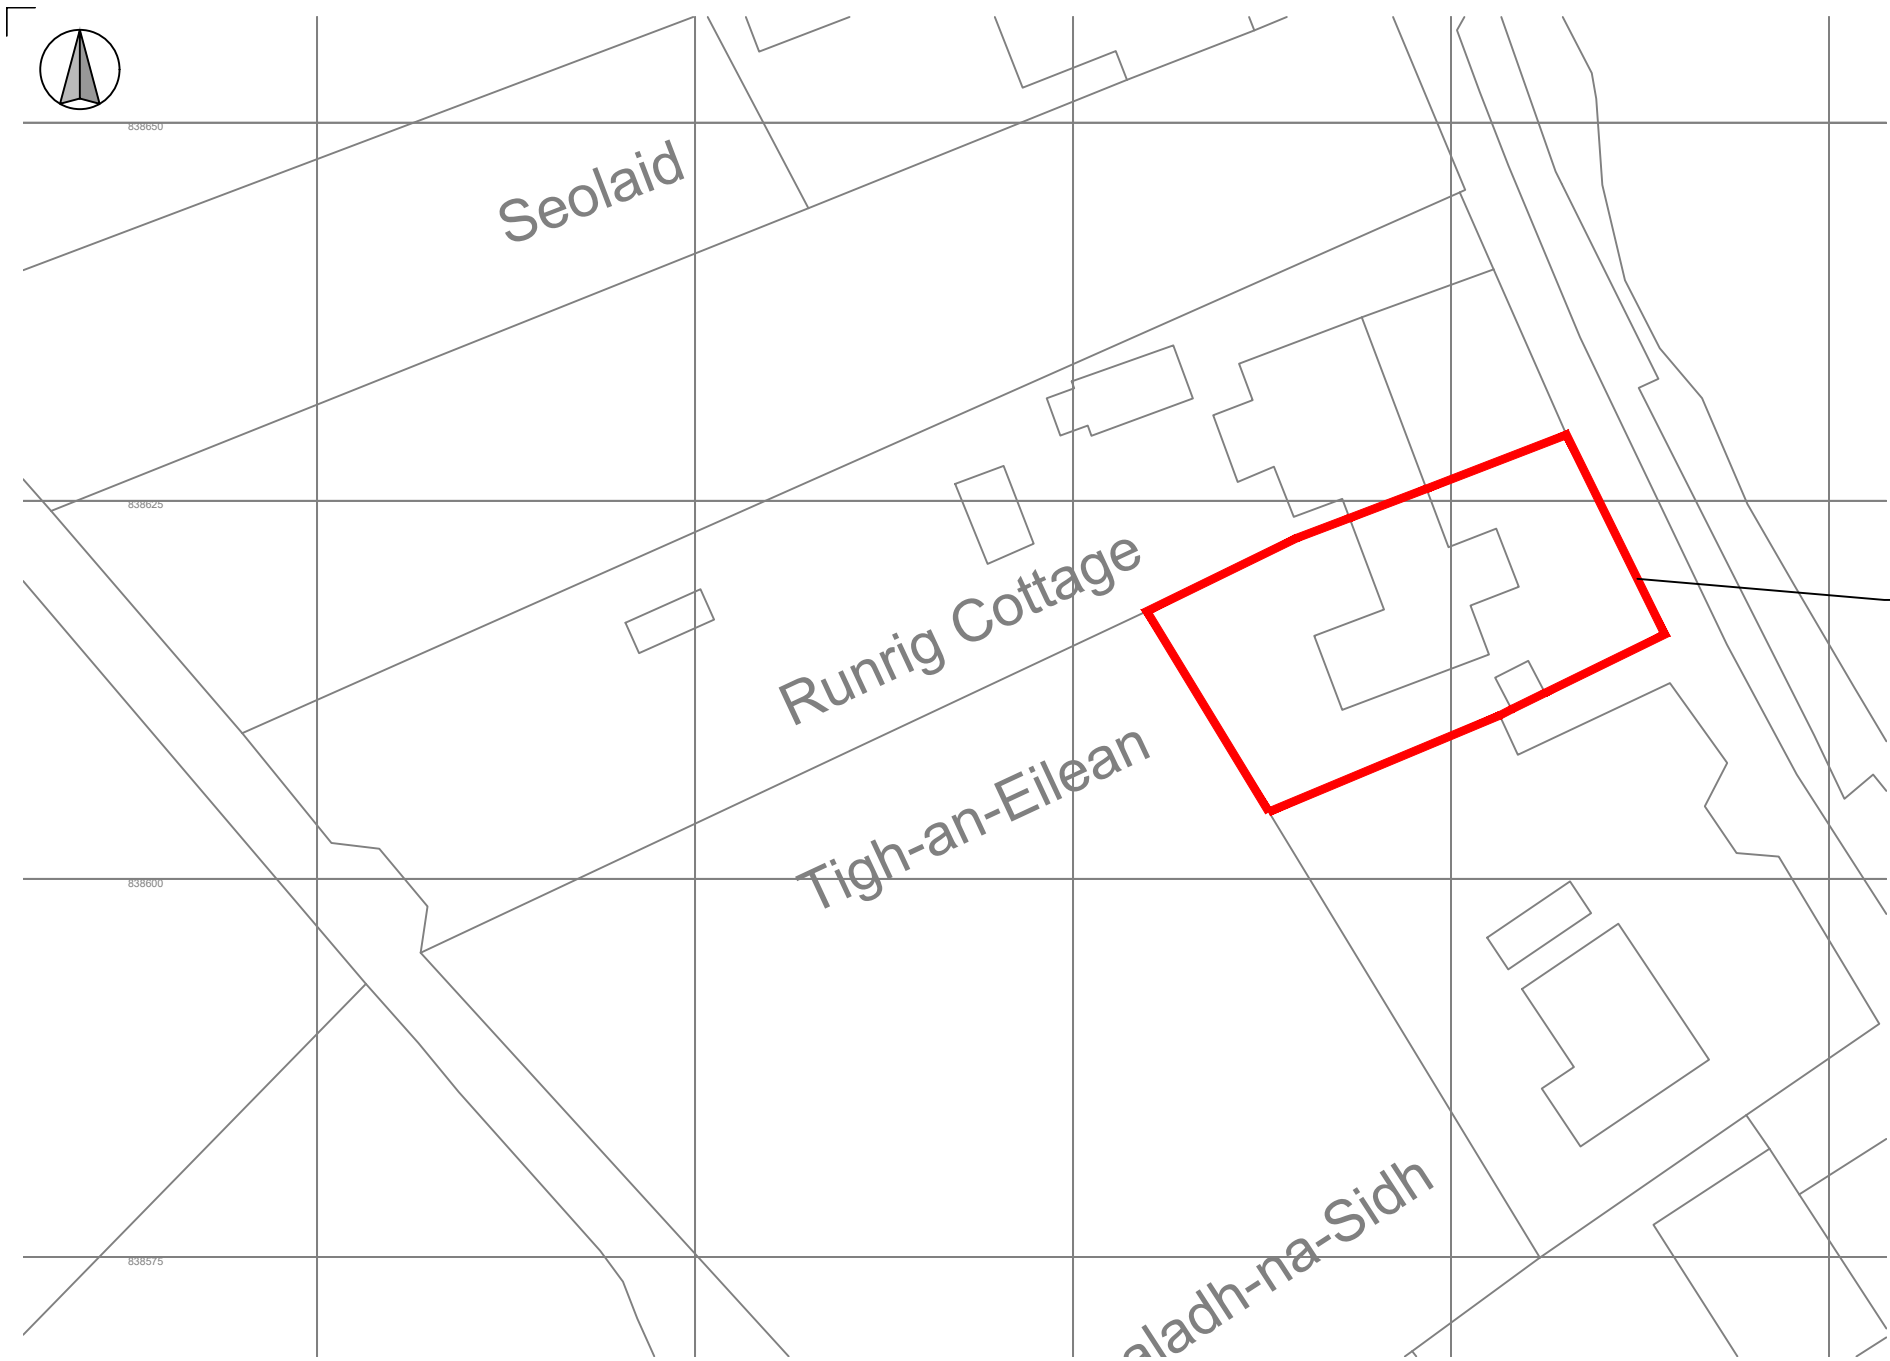 838650
Seolaid
838625
Runrig Cottage
Tigh-an-Eilean
838600
aladh-na-Sidh
838575